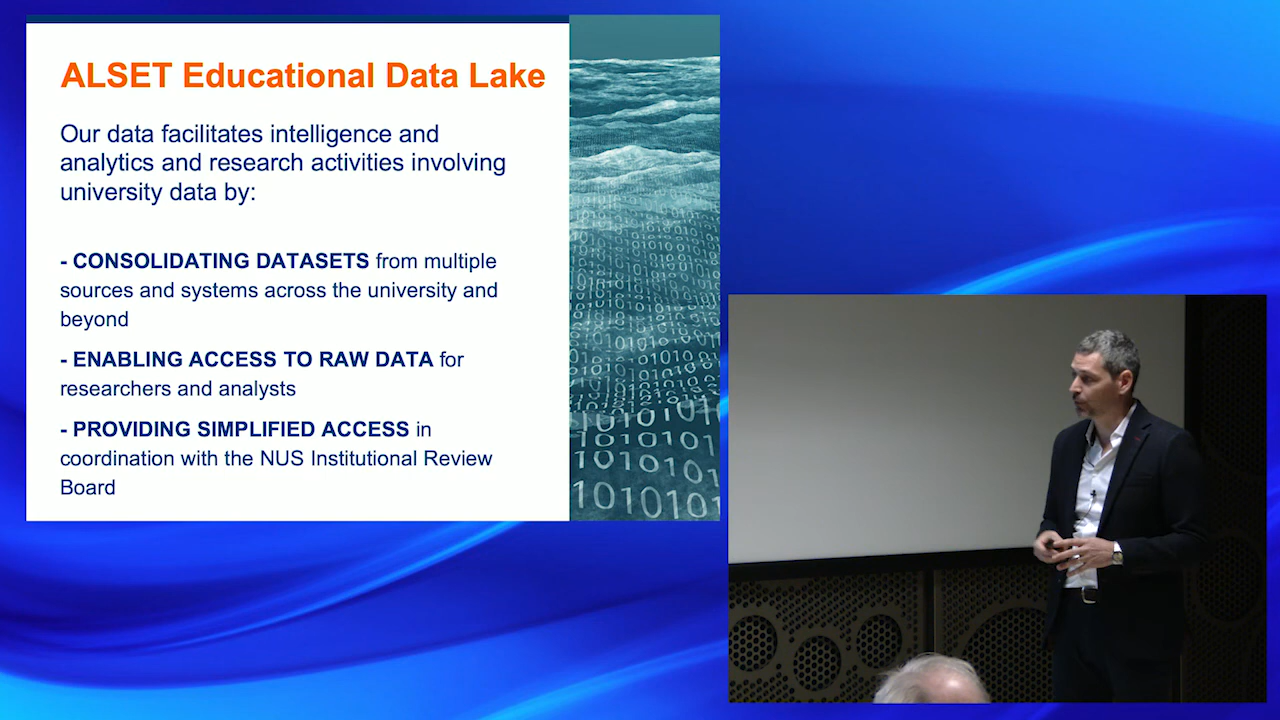 ALSET Educational Data Lake
Our data facilitates intelligence and
analytics and research activities involving
university data by:
- CONSOLIDATING DATASETS from multiple
sources and systems across the university and
beyond
- ENABLING ACCESS TO RAW DATA for
researchers and analysts
- PROVIDING SIMPLIFIED ACCESS in
coordination with the NUS Institutional Review
Board